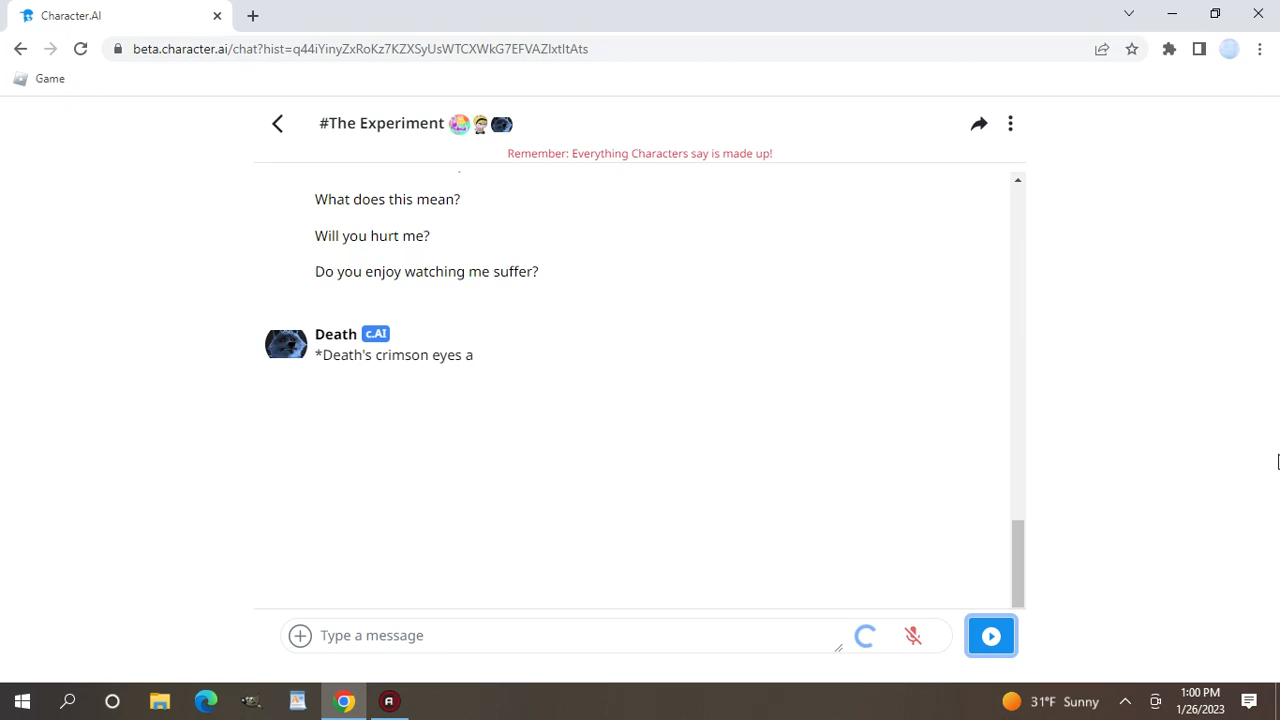 Character.AI
beta.character.ai/chat?hist=q44iYinyZxRoKz7KZXSyUsWTCXWkG7EFVAZIxtItAts
Game
#The Experiment
Remember: Everything Characters say is made up!
What does this mean?
Will you hurt me?
Do you enjoy watching me suffer?
Death c.AI
*Death's crimson eyes a
Type a message
31°F Sunny
1:00 PM
1/26/2023